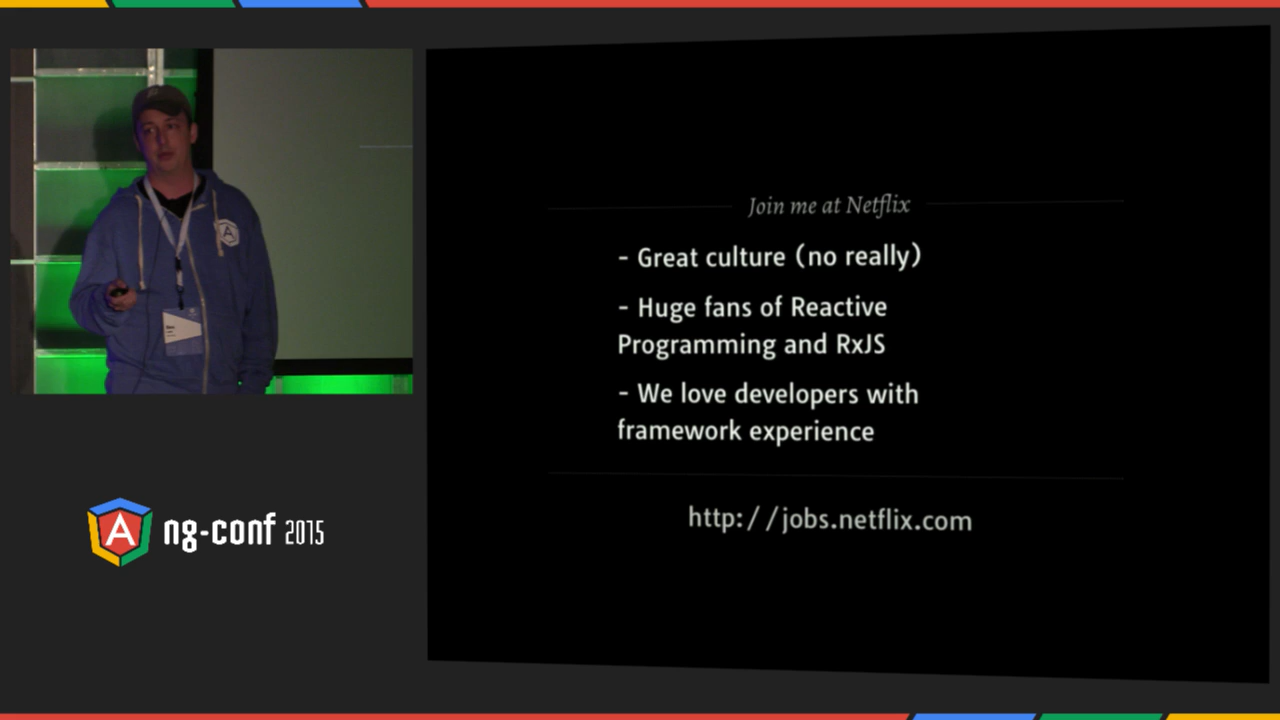 Join me at Netflix
- Great culture (no really)
- Huge fans of Reactive
Programming and RxJS
- We love developers with
framework experience
http://jobs.netflix.com
A
A
ng-conf 2015